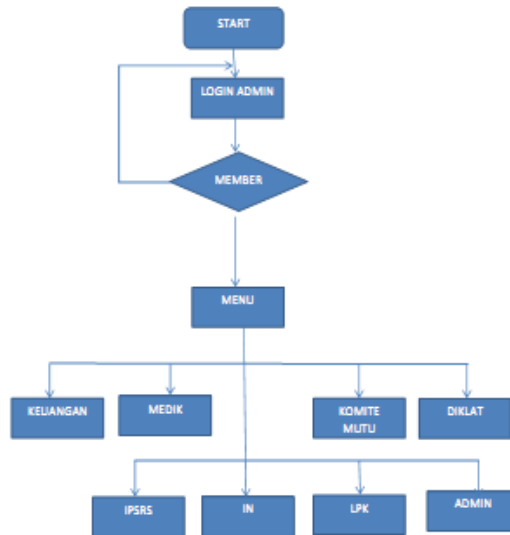 START
LOGIN ADMIN
MEMBER
MENU
KEUANGAN
MEDIK
KOMITE
MUTU
DIKLAT
IPSRS
IN
LPK
ADMIN